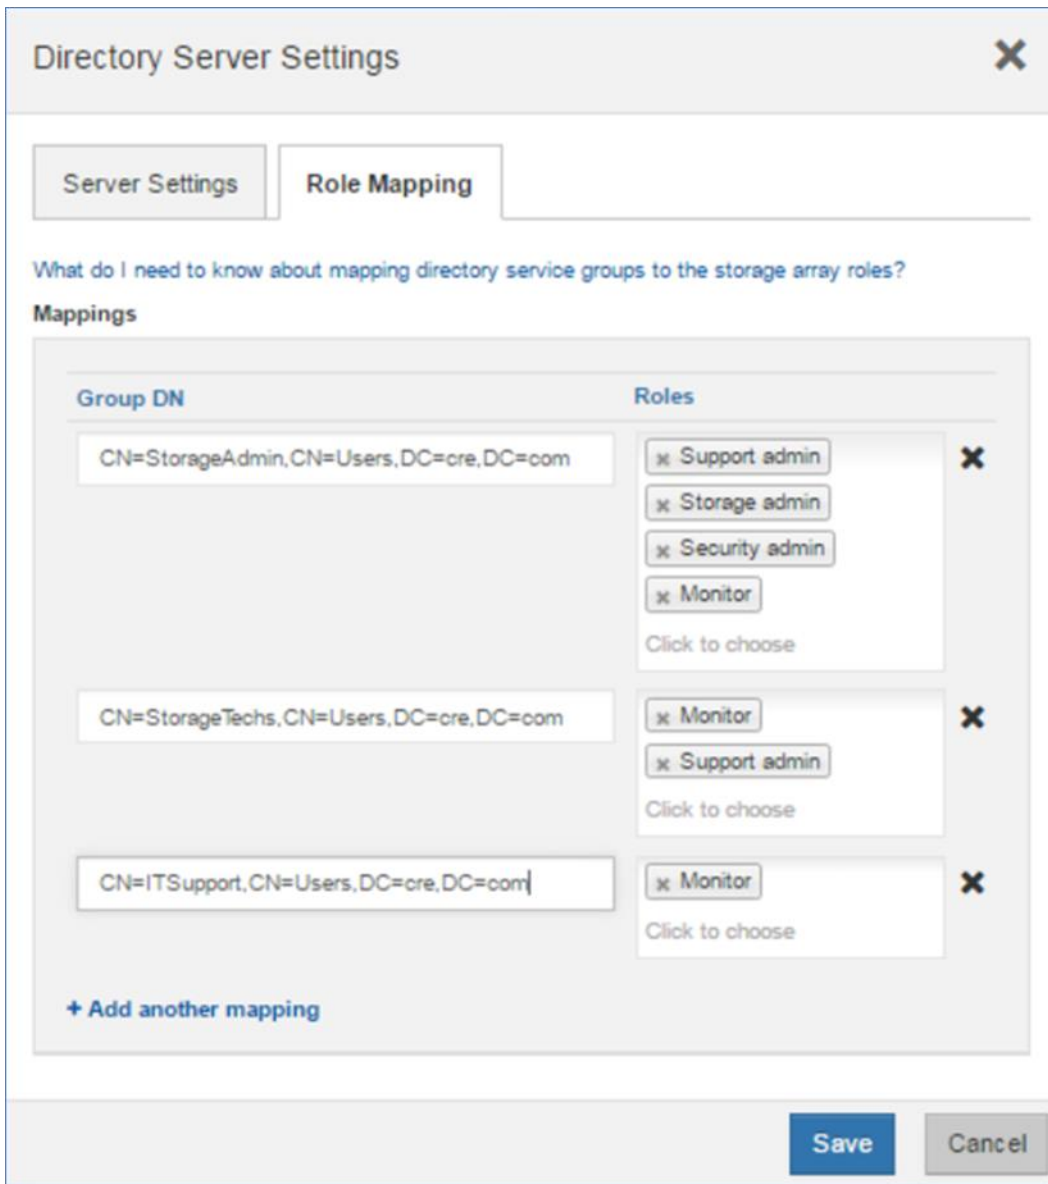 Directory Server Settings
Server Settings
Role Mapping
What do I need to know about mapping directory service groups to the storage array roles?
Mappings
Group DN
Roles
CN=StorageAdmin,CN=Users,DC=cre,DC=com
Support admin
Storage admin
Security admin
Monitor
Click to choose
CN=StorageTechs,CN=Users,DC=cre,DC=com
Monitor
Support admin
Click to choose
CN=ITSupport,CN=Users,DC=cre,DC=com
Monitor
Click to choose
+ Add another mapping
Save
Cancel